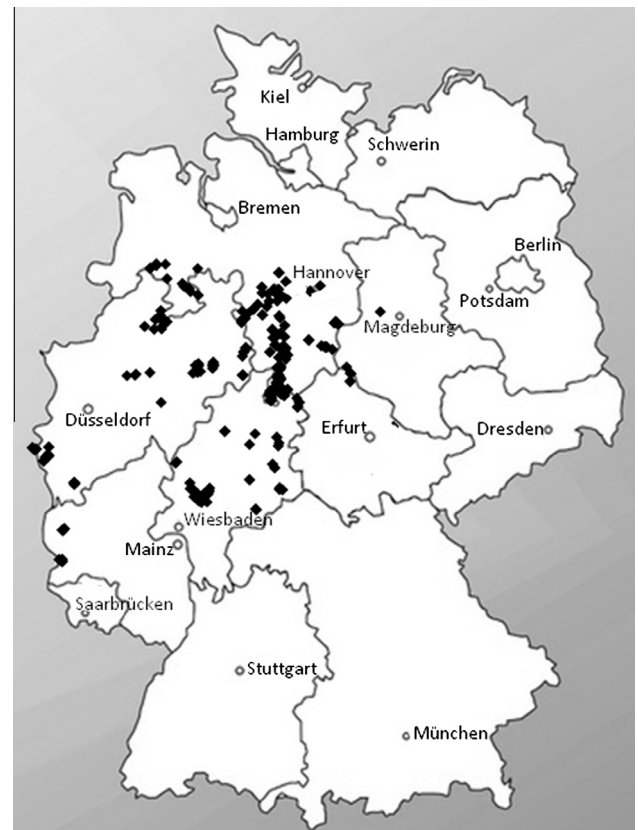 Kiel
Hamburg
Schwerin
Bremen
Berlin
Hannover
Potsdam
Magdeburg
Düsseldorf
Erfurt
Dresden
Wiesbaden
Mainz
Saarbrücken
Stuttgart
München